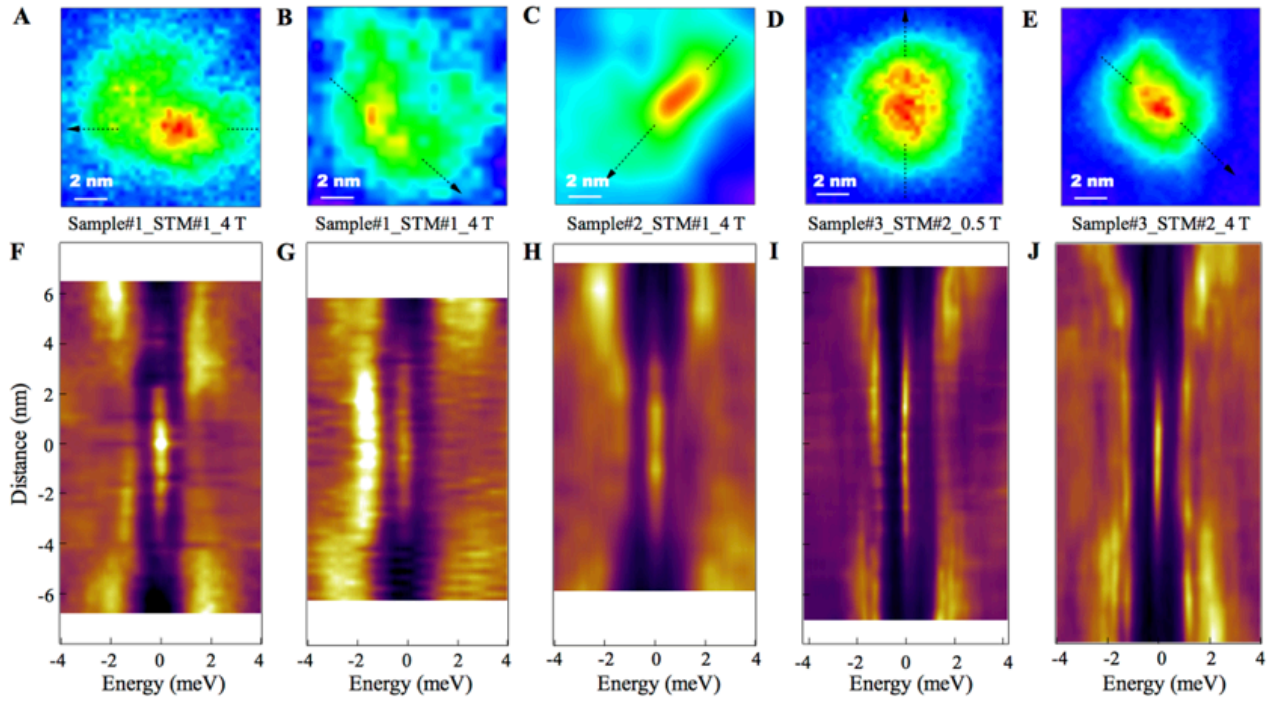 A B C D E
2 nm 2 nm 2 nm 2 nm 2 nm
Sample#1_STM#1_4 T Sample#1_STM#1_4 T Sample#2_STM#1_4 T Sample#3_STM#2_0.5 T Sample#3_STM#2_4 T
F G H I J
6
4
2
0
-2
-4
-6
Distance (nm)
-4 -2 0 2 4 -4 -2 0 2 4 -4 -2 0 2 4 -4 -2 0 2 4 -4 -2 0 2 4
Energy (meV) Energy (meV) Energy (meV) Energy (meV) Energy (meV)